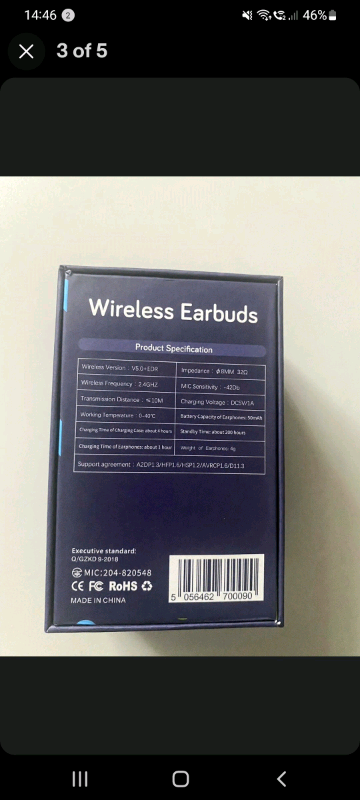 14:46 2 46%
3 of 5
Wireless Earbuds
Product Specification
Wireless Version : V5.0+EDR
Impedance : ϕ8MM 32Ω
Wireless Frequency : 2.4GHZ
MIC Sensitivity : -42Db
Transmission Distance : ≤10M
Charging Voltage : DC5V1A
Working Temperature : 0-40℃
Battery Capacity of Earphones: 50mAh
Charging Time of Charging Case about 4 hours
Standby Time: about 200 hours
Charging Time of Earphones: about 1 hour
Weight of Earphones: 6g
Support agreement : A2DP1.3/HFP1.6/HSP1.2/AVRCP1.6/D11.3
Executive standard:
Q/GZKD 9-2018
MIC:204-820548
CE FC RoHS
MADE IN CHINA
5 056462 700090